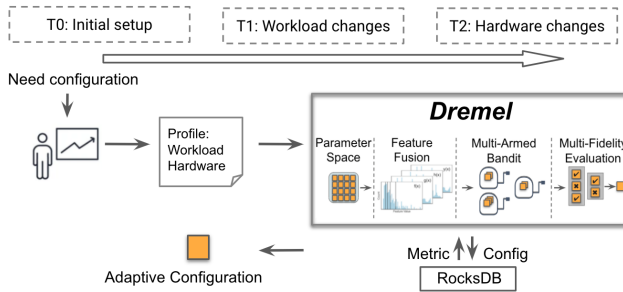 T0: Initial setup
T1: Workload changes
T2: Hardware changes
Need configuration
Profile:
Workload
Hardware
Dremel
Parameter
Space
Feature
Fusion
Multi-Armed
Bandit
Multi-Fidelity
Evaluation
Adaptive Configuration
Metric
Config
RocksDB